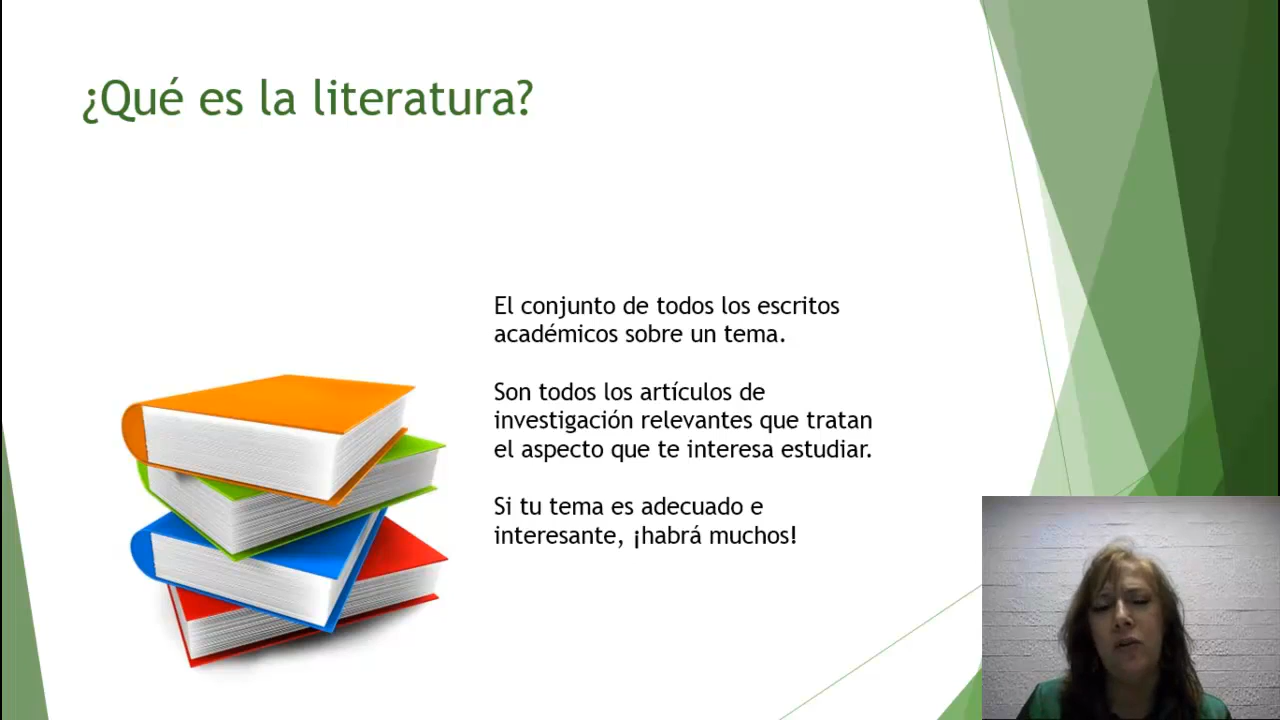 ¿Qué es la literatura?
El conjunto de todos los escritos
académicos sobre un tema.
Son todos los artículos de
investigación relevantes que tratan
el aspecto que te interesa estudiar.
Si tu tema es adecuado e
interesante, ¡habrá muchos!